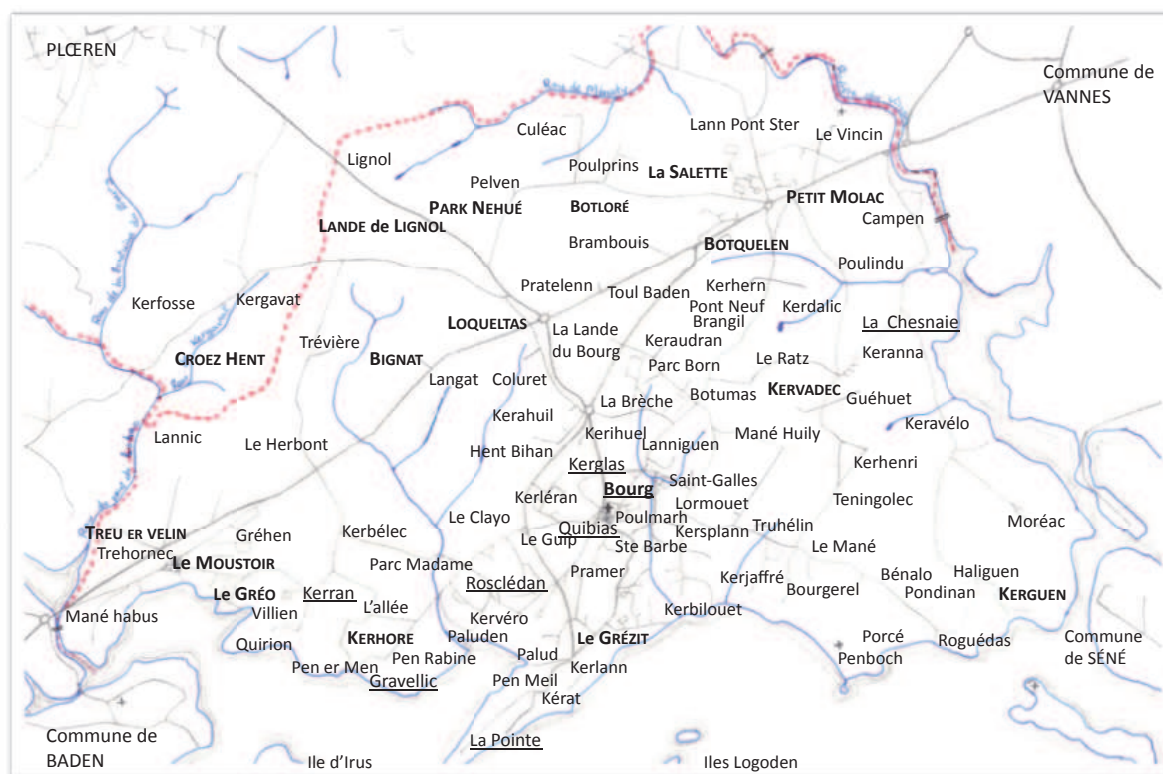 PLŒREN
Commune de
VANNES
Culéac
Lann Pont Ster
Le Vincin
Lignol
Poulprins
LA SALETTE
Pelven
PARK NEHUÉ
BOTLORÉ
PETIT MOLAC
LANDE de LIGNOL
Campen
Brambouis
BOTQUELEN
Poulindu
Kerfosse
Kergavat
Pratelenn
Toul Baden
Kerhern
Pont Neuf
Kerdalic
Brangil
LOQUELTAS
La Chesnaie
Trévière
La Lande
du Bourg
Keraudran
CROEZ HENT
BIGNAT
Parc Born
Le Ratz
Keranna
Langat
Coluret
La Brèche
Botumas
KERVADEC
Guéhuet
Kerahuil
Keravélo
Lannic
Le Herbont
Kerihuel
Lanniguen
Mané Huily
Hent Bihan
Kerglas
Kerhenri
Saint-Galles
Bourg
Kerléran
Lormouet
Teningolec
Le Clayo
Quibias
Poulmarh
Kersplann
Truhélin
Moréac
TREU ER VELIN
Gréhen
Kerbélec
Le Guip
Ste Barbe
Le Mané
Trehornec
LE MOUSTOIR
Parc Madame
Rosclédan
Pramer
Kerjaffré
Bourgerel
Bénalo
Haliguen
Pondinan
KERGUEN
LE GRÉO
Kerran
L'allée
Villien
Kervéro
Kerbilouet
Mané habus
Quirion
KERHORE
Paluden
LE GRÉZIT
Porcé
Roguédas
Commune
de SÉNÉ
Pen er Men
Pen Rabine
Palud
Penboch
Gravellic
Pen Meil
Kerlann
Kérat
Commune de
BADEN
La Pointe
Ile d'Irus
Iles Logoden